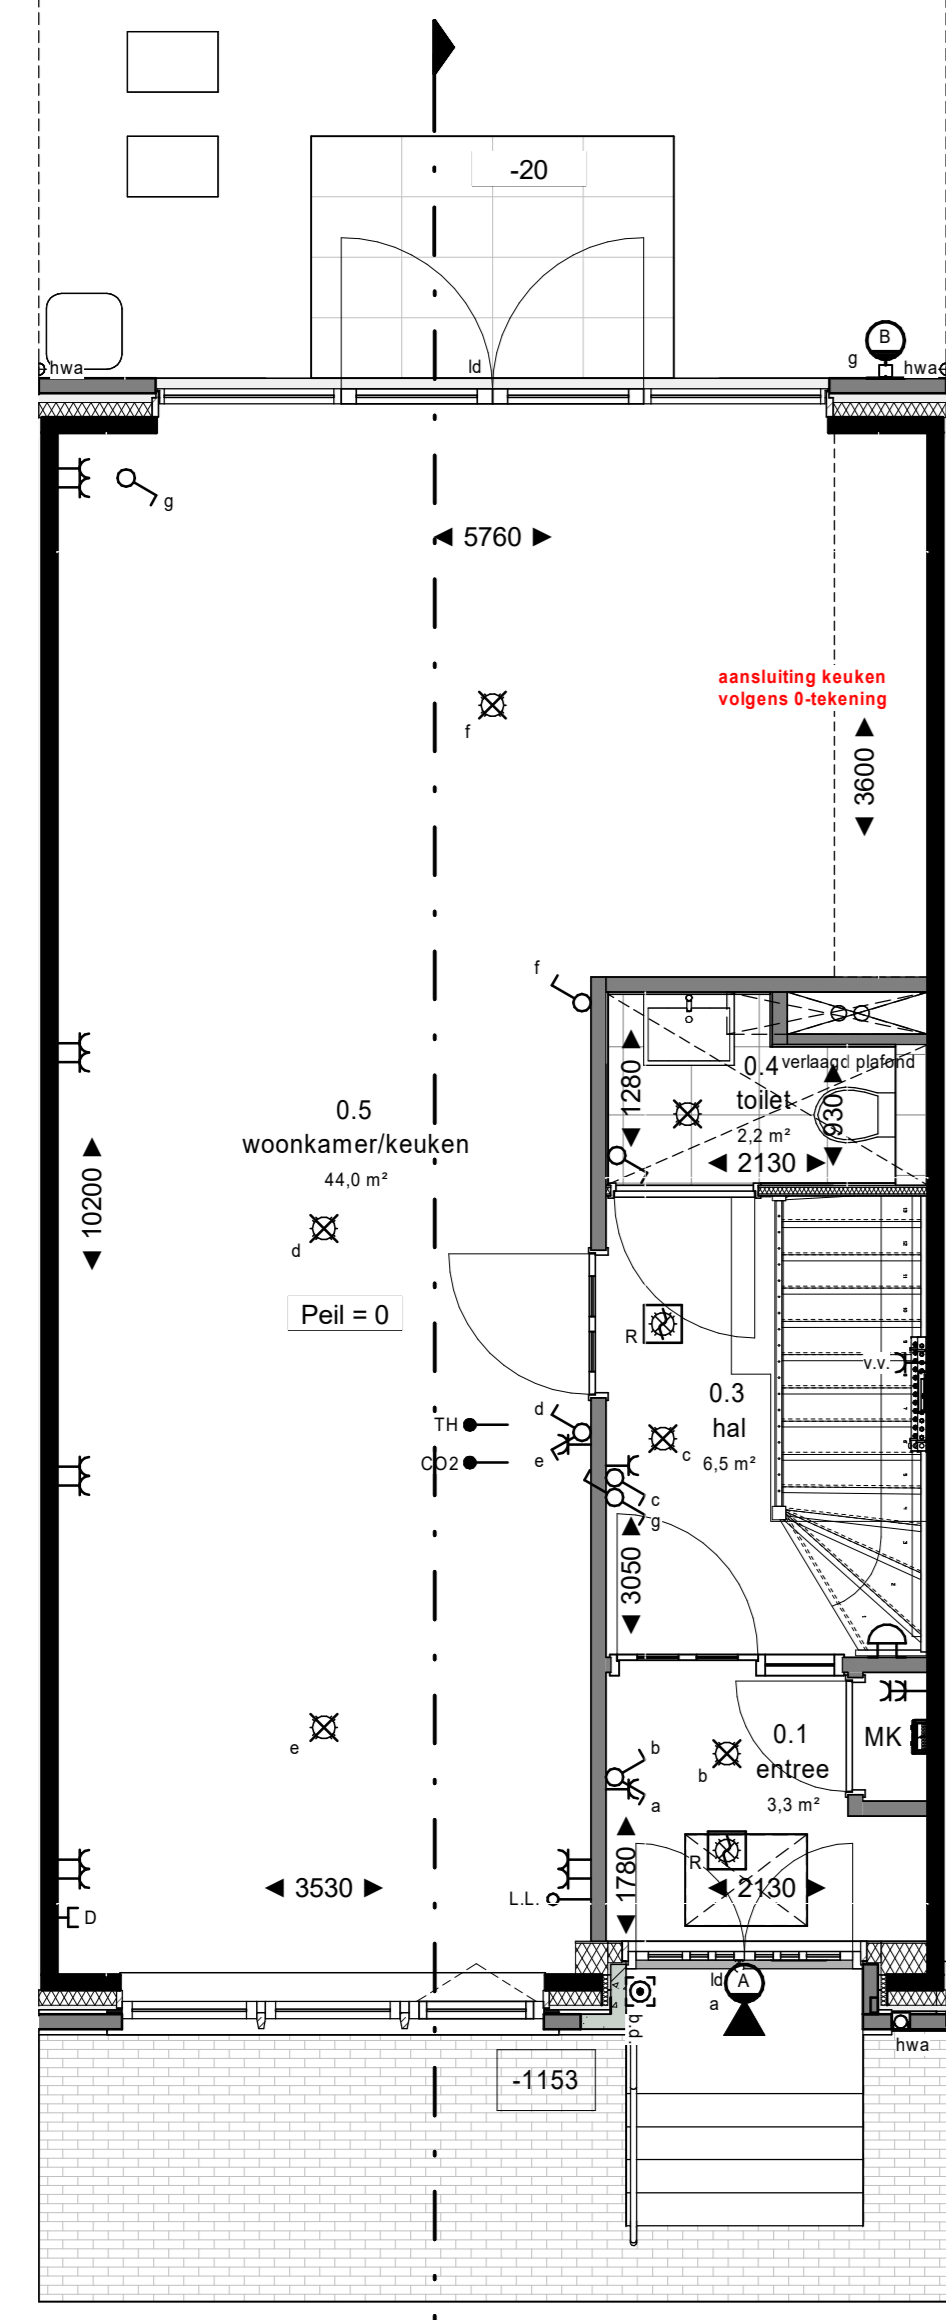 -20
B
g
hwa
ld
hwa
g
5760
aansluiting keuken
volgens 0-tekening
f
3600
f
0.4
verlaagd plafond
toilet
2,2 m²
1280
930
2130
0.5
woonkamer/keuken
44,0 m²
10200
d
Peil = 0
R
v.v.
0.3
hal
6,5 m²
TH
d
CO2
e
c
c
g
3050
MK
0.1
entree
3,3 m²
e
b
b
a
R
1780
2130
3530
L.L.
D
ld
A
a
b.d.
hwa
-1153